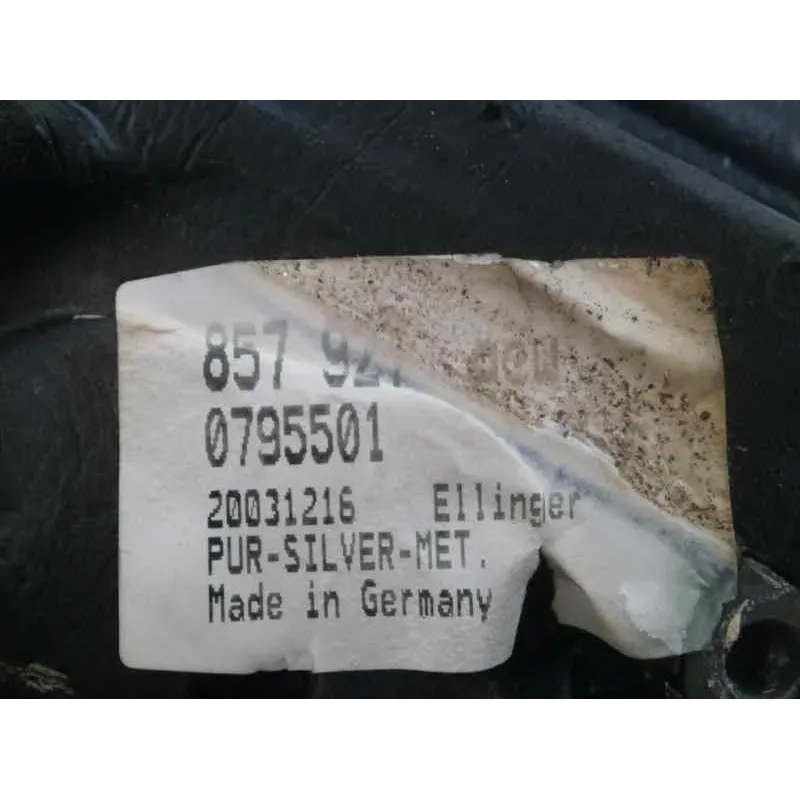 857
0795501
20031216 Ellinger
PUR-SILVER-MET.
Made in Germany